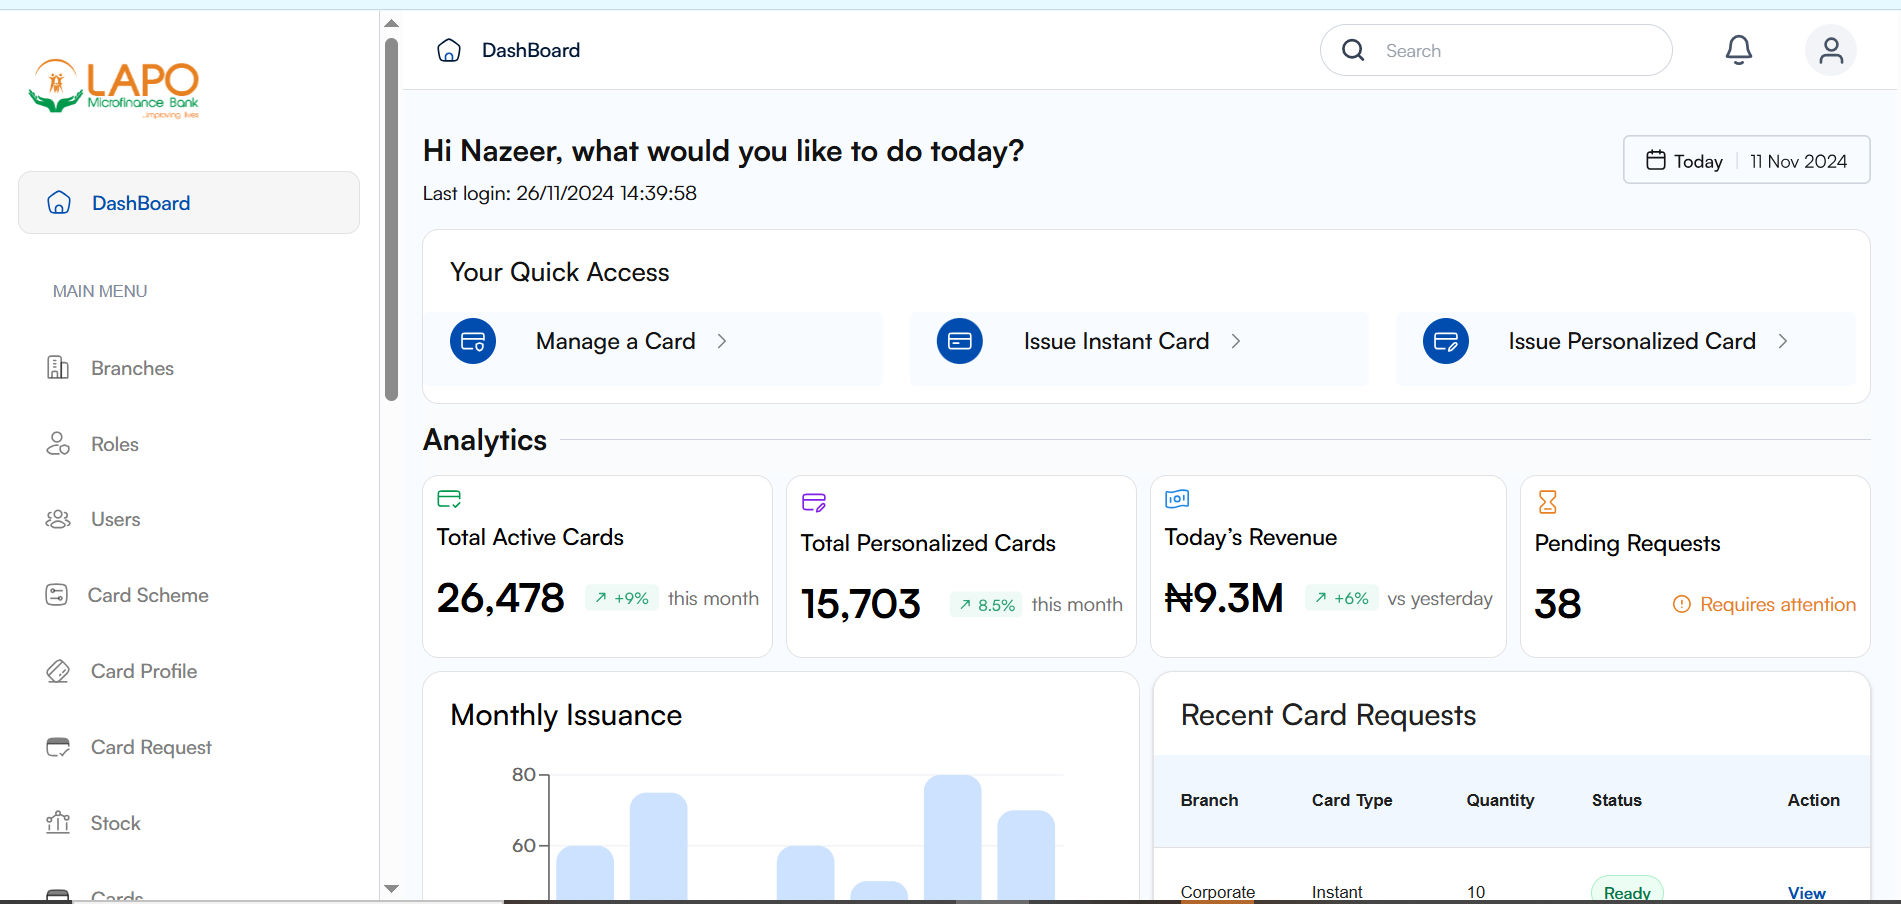 LAPO
Microfinance Bank
...improving lives
DashBoard
MAIN MENU
Branches
Roles
Users
Card Scheme
Card Profile
Card Request
Stock
Cards
DashBoard
Search
Hi Nazeer, what would you like to do today?
Last login: 26/11/2024 14:39:58
Today 11 Nov 2024
Your Quick Access
Manage a Card
Issue Instant Card
Issue Personalized Card
Analytics
Total Active Cards
26,478 +9% this month
Total Personalized Cards
15,703 8.5% this month
Today’s Revenue
₦9.3M +6% vs yesterday
Pending Requests
38 Requires attention
Monthly Issuance
80
60
Recent Card Requests
Branch Card Type Quantity Status Action
Corporate Instant 10 Ready View